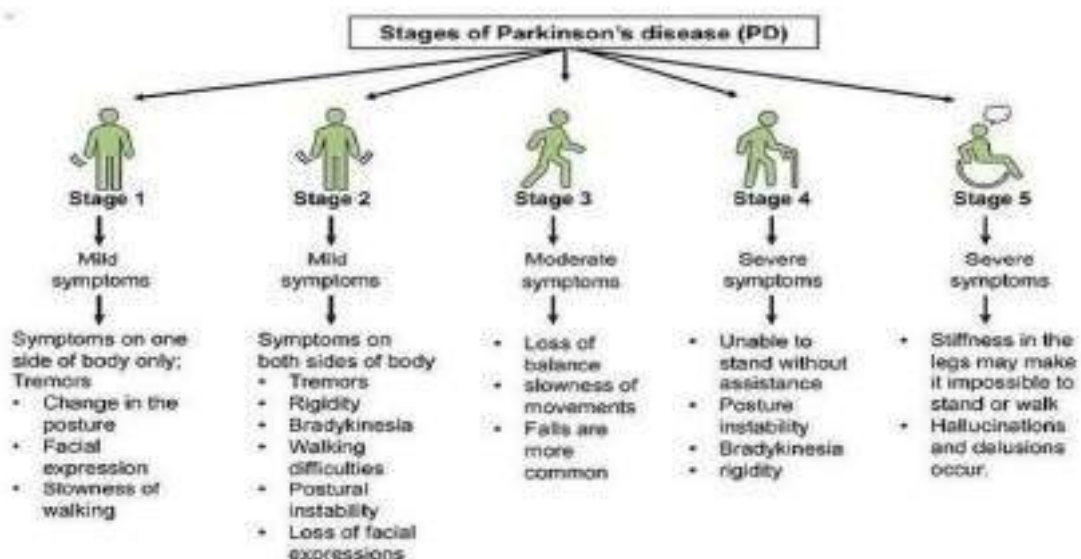 Stages of Parkinson's disease (PD)
Stage 1
Mild
symptoms
Symptoms on one
side of body only;
Tremors
• Change in the
posture
• Facial
expression
• Slowness of
walking
Stage 2
Mild
symptoms
Symptoms on
both sides of body
• Tremors
• Rigidity
• Bradykinesia
• Walking
difficulties
• Postural
instability
• Loss of facial
expressions
Stage 3
Moderate
symptoms
• Loss of
balance
• slowness of
movements
• Falls are
more
common
Stage 4
Severe
symptoms
• Unable to
stand without
assistance
• Posture
instability
• Bradykinesia
• rigidity
Stage 5
Severe
symptoms
• Stiffness in the
legs may make
it impossible to
stand or walk
• Hallucinations
and delusions
occur.